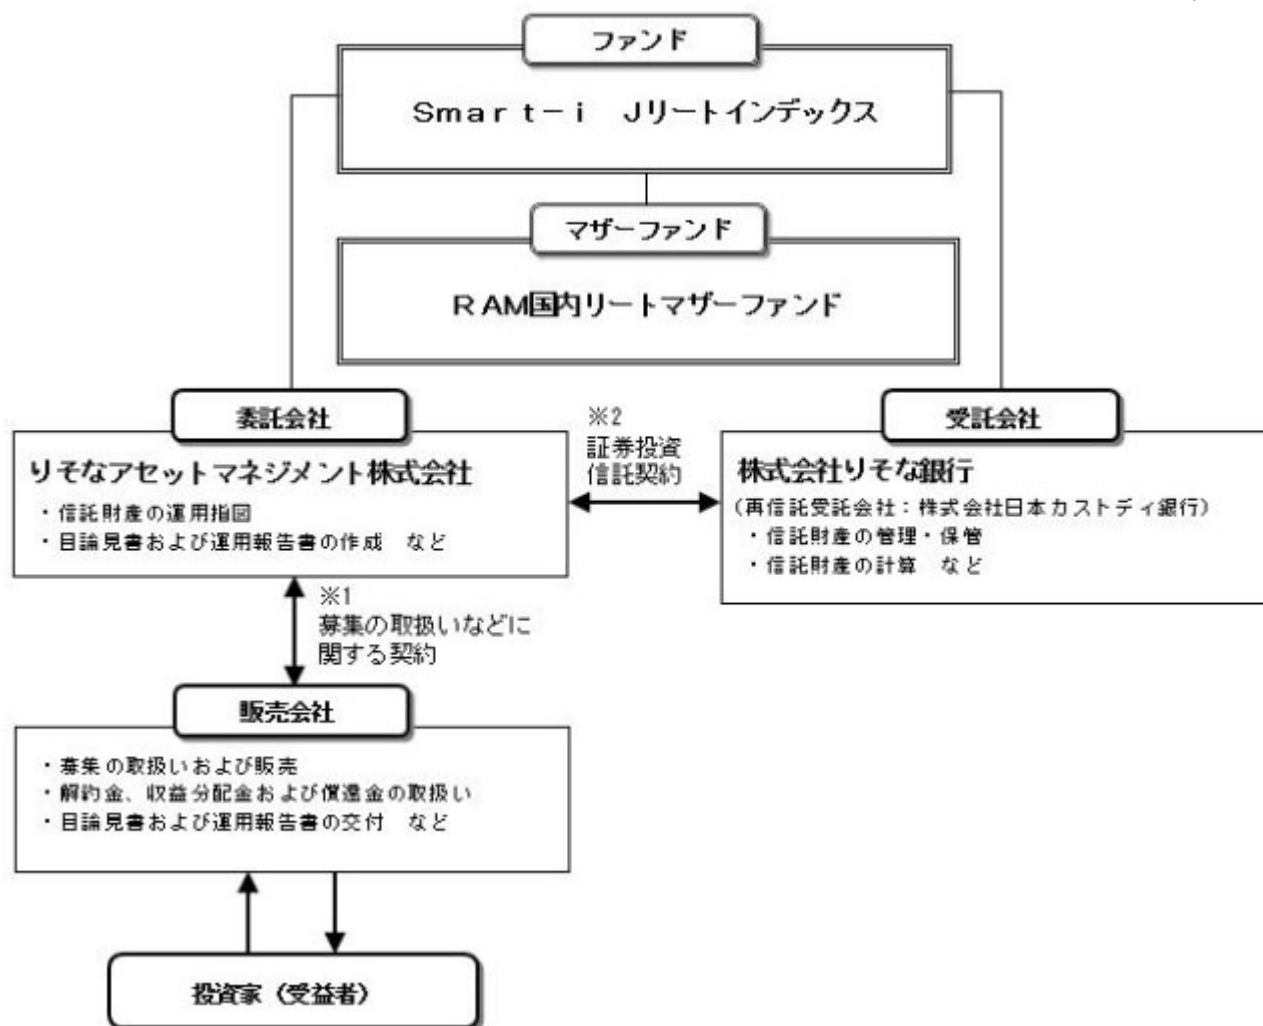 ファンド
Smart-i Jリートインデックス
マザーファンド
RAM国内リートマザーファンド
委託会社
りそなアセットマネジメント株式会社
・信託財産の運用指図
・目論見書および運用報告書の作成 など
※2
証券投資
信託契約
受託会社
株式会社りそな銀行
(再信託受託会社:株式会社日本カストディ銀行)
・信託財産の管理・保管
・信託財産の計算 など
※1
募集の取扱いなどに
関する契約
販売会社
・募集の取扱いおよび販売
・解約金、収益分配金および償還金の取扱い
・目論見書および運用報告書の交付 など
投資家(受益者)